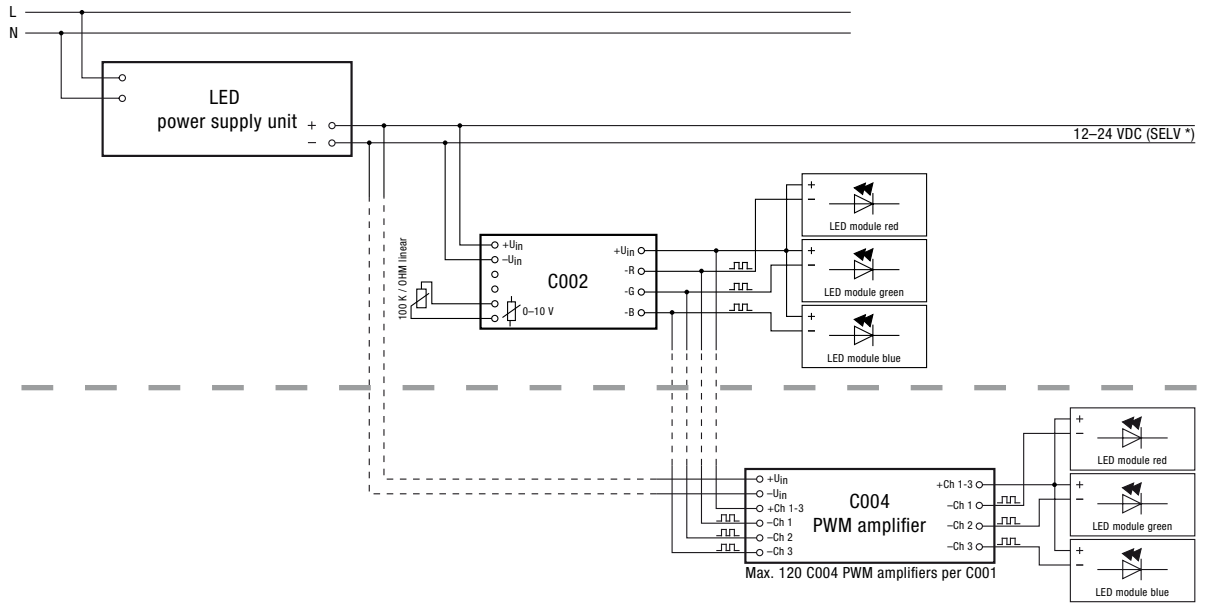 L
N
LED
power supply unit
+
–
12–24 VDC (SELV *)
100 K / OHM linear
+Uin
–Uin
0–10 V
C002
+Uin
-R
-G
-B
+
–
LED module red
+
–
LED module green
+
–
LED module blue
+Uin
–Uin
+Ch 1-3
–Ch 1
–Ch 2
–Ch 3
C004
PWM amplifier
+Ch 1-3
–Ch 1
–Ch 2
–Ch 3
+
–
LED module red
+
–
LED module green
+
–
LED module blue
Max. 120 C004 PWM amplifiers per C001